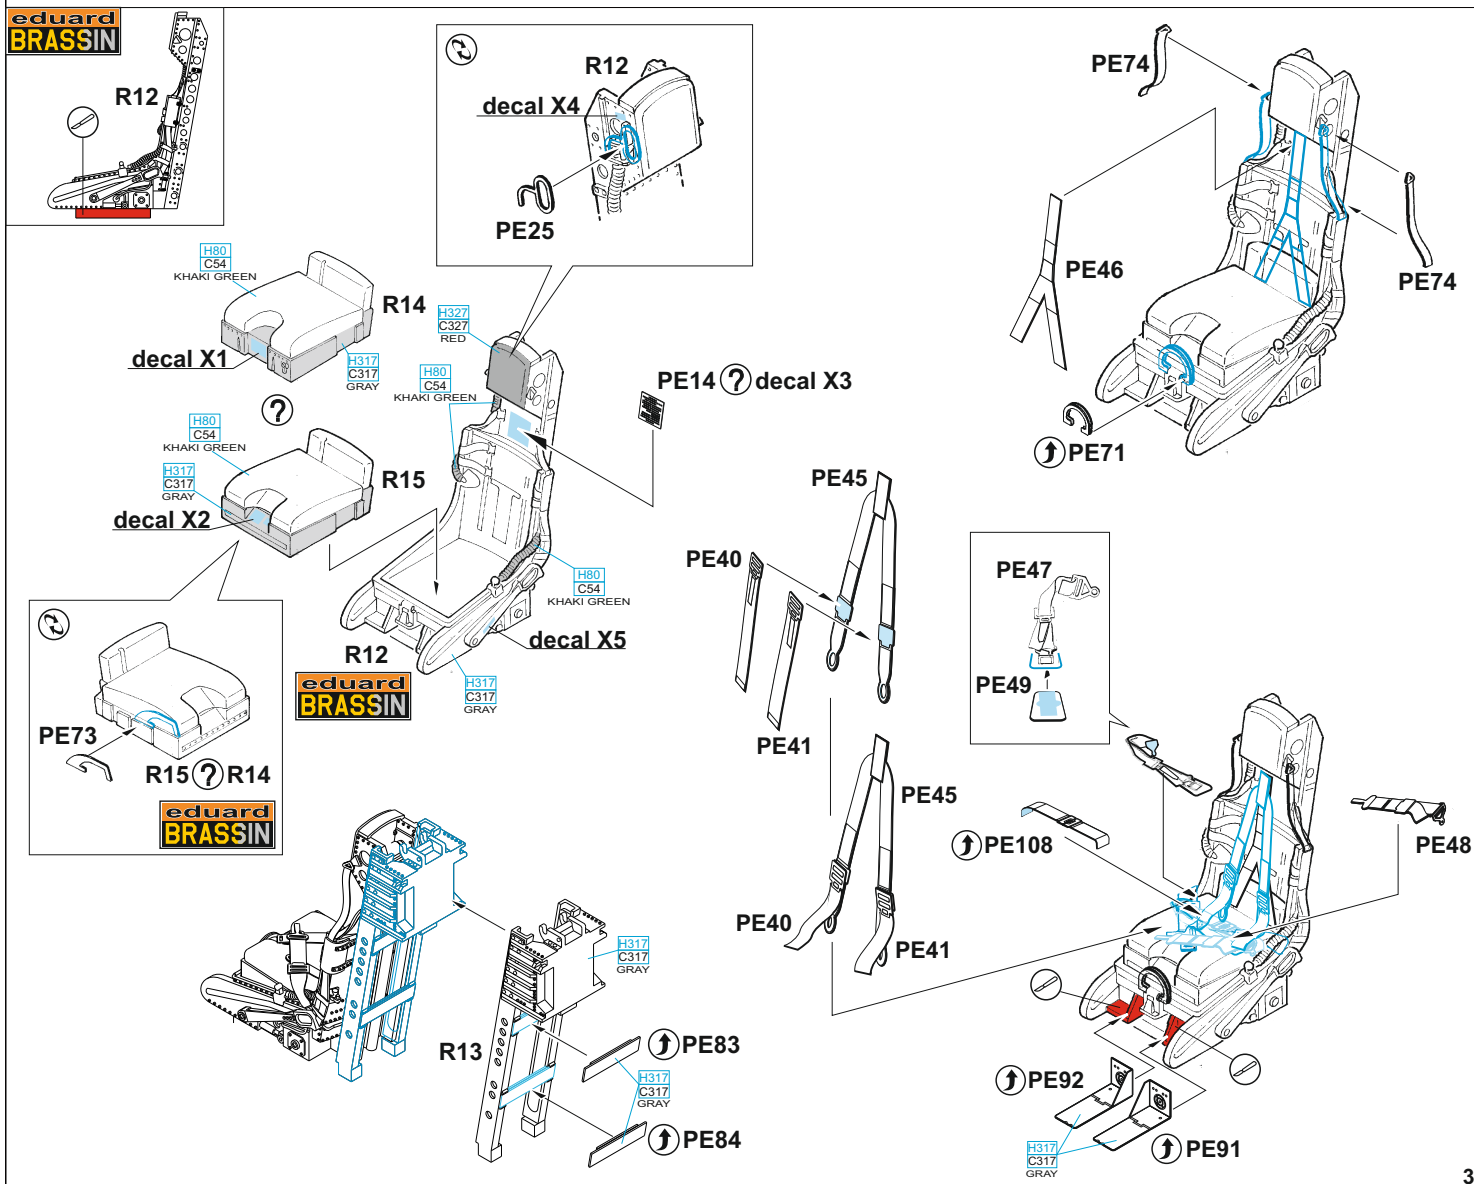 eduard
BRASSIN
R12
R12
decal X4
PE25
PE74
PE74
PE46
PE71
H80
C54
KHAKI GREEN
R14
decal X1
H317
C317
GRAY
?
H80
C54
KHAKI GREEN
H317
C317
GRAY
R15
decal X2
H327
C327
RED
H80
C54
KHAKI GREEN
PE14 ? decal X3
H80
C54
KHAKI GREEN
decal X5
R12
eduard
BRASSIN
H317
C317
GRAY
PE73
R15 ? R14
eduard
BRASSIN
PE45
PE40
PE41
PE45
PE40
PE41
PE47
PE49
PE108
PE48
R13
H317
C317
GRAY
PE83
H317
C317
GRAY
PE84
PE92
PE91
H317
C317
GRAY
3